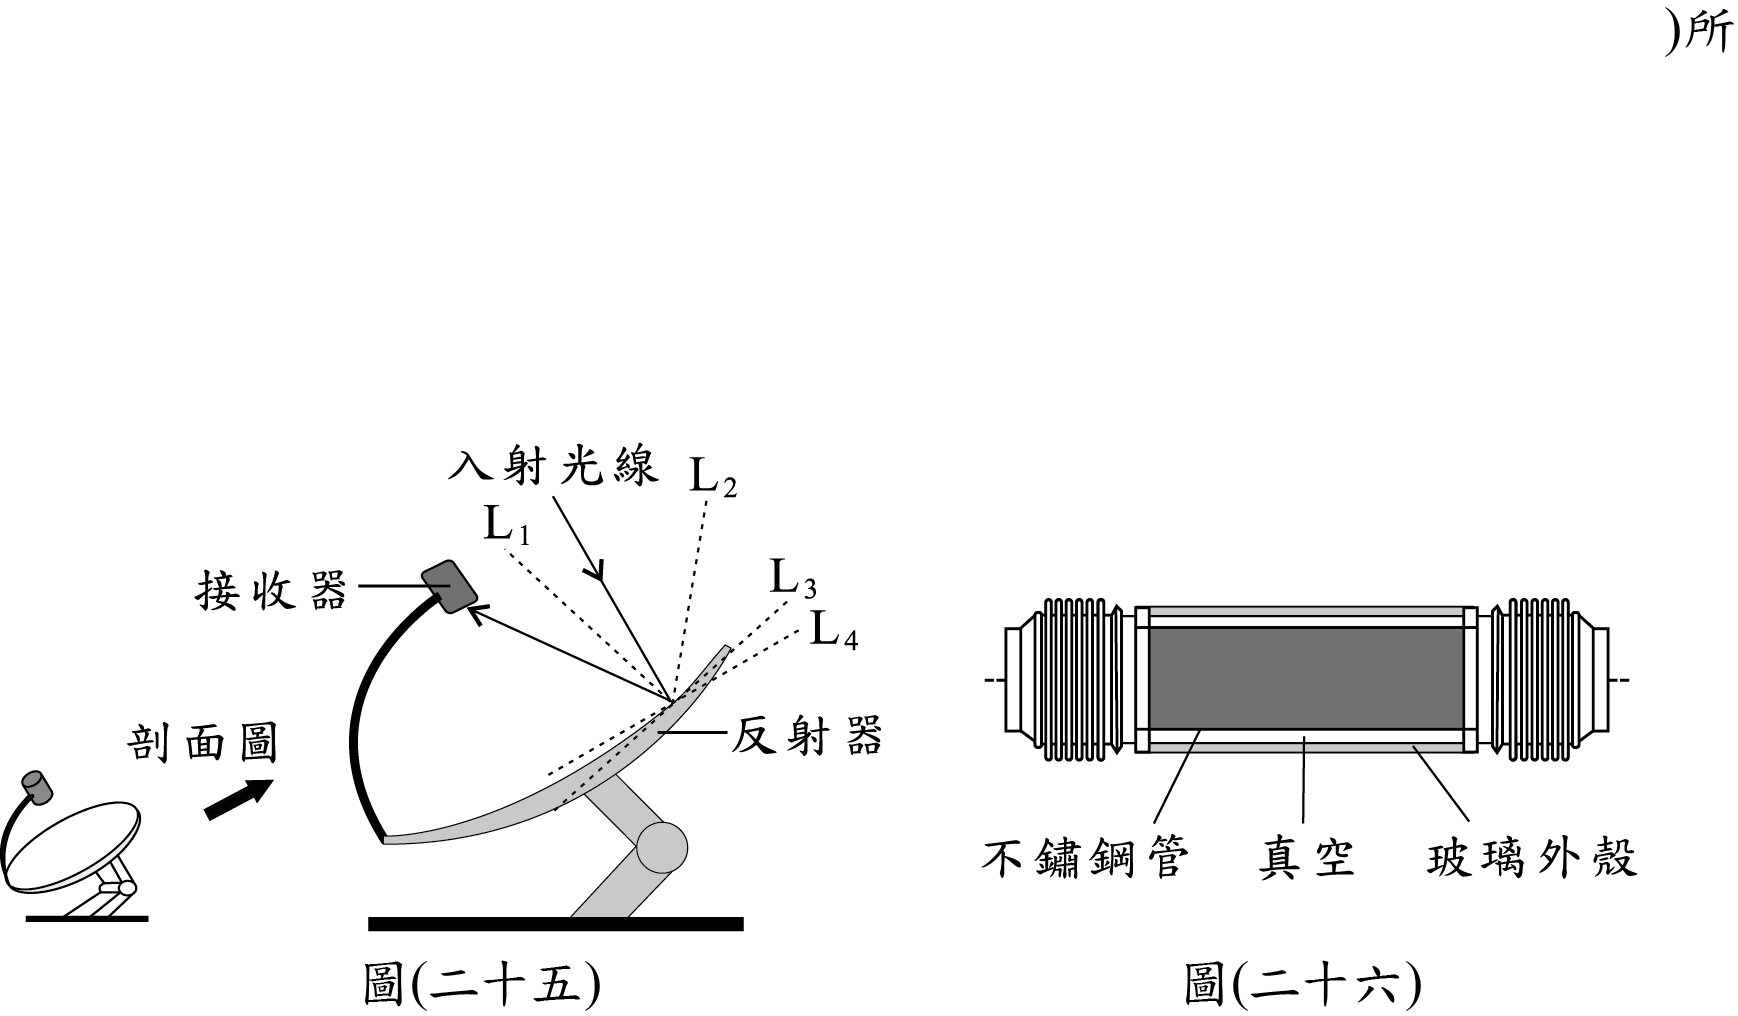 )所
入射光線
L2
L1
L3
接收器
L4
反射器
剖面圖
不鏽鋼管
真空
玻璃外殼
圖(二十五)
圖(二十六)